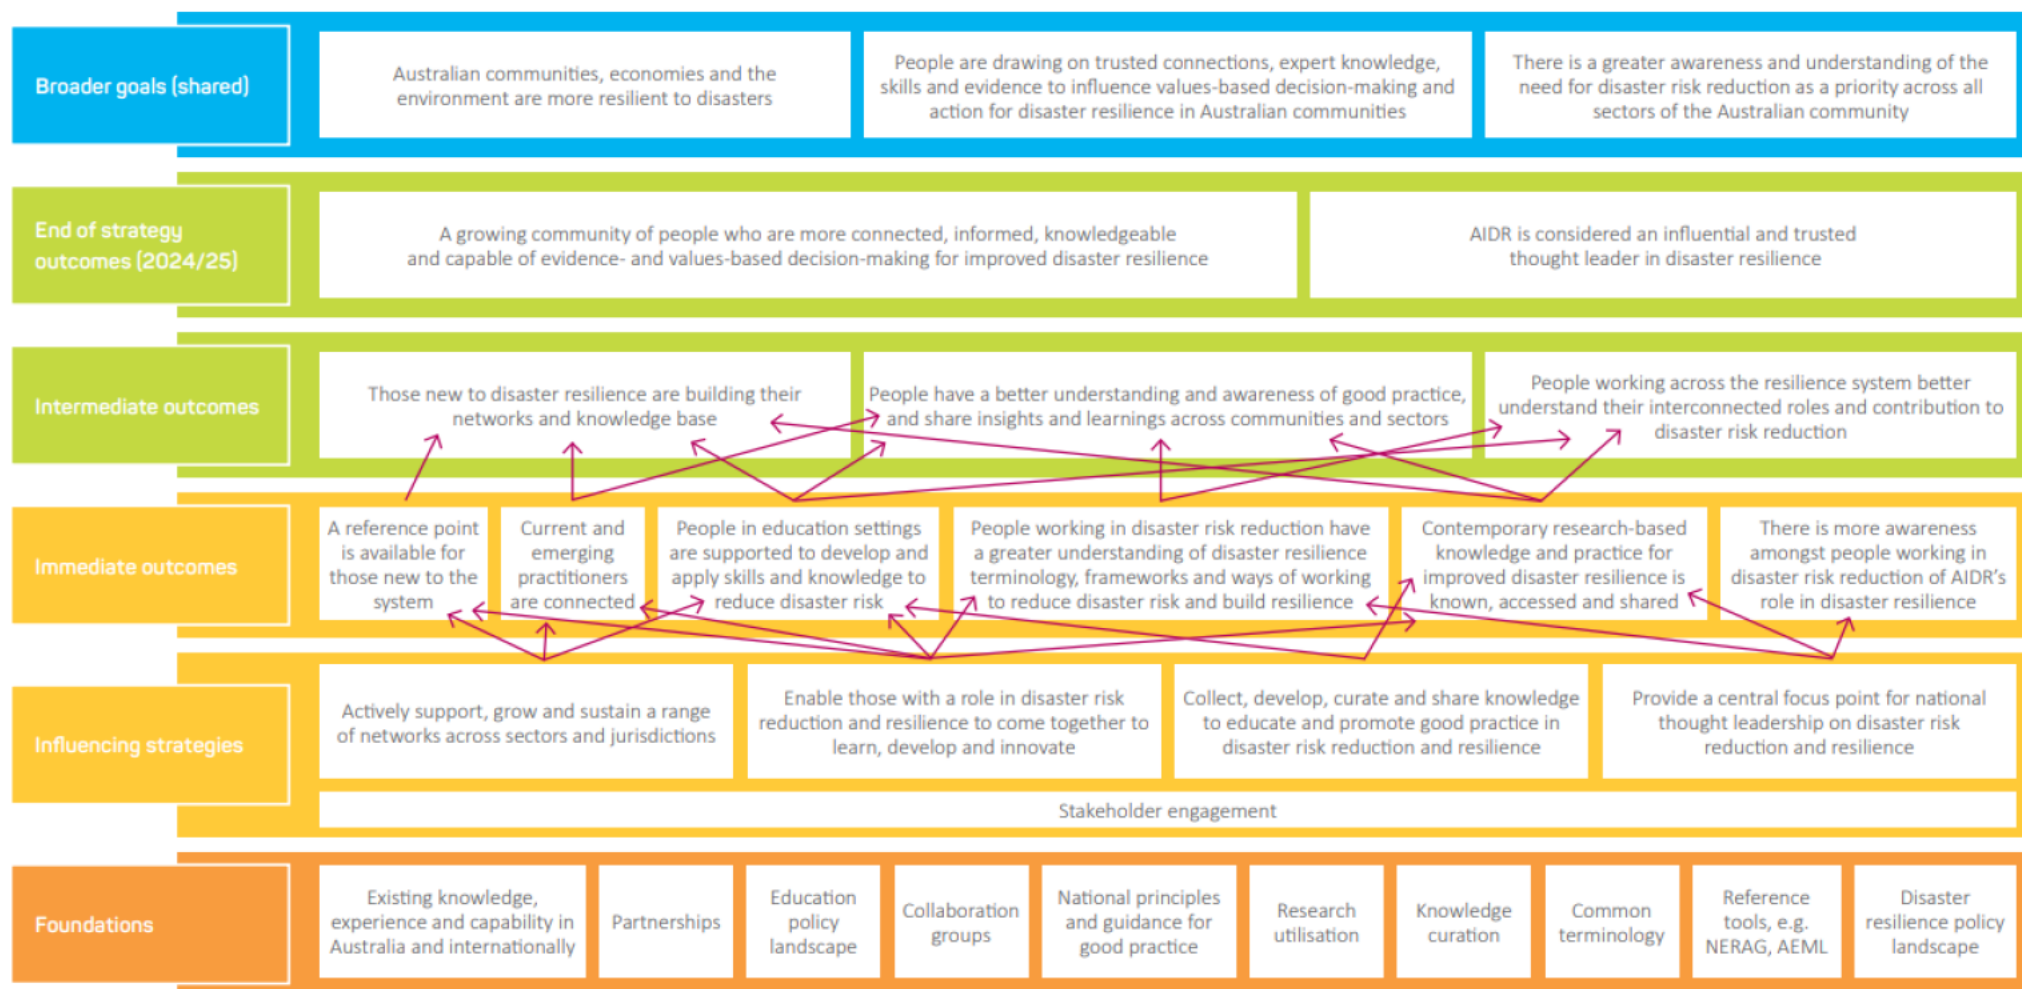 Broader goals (shared)
Australian communities, economies and the
environment are more resilient to disasters
People are drawing on trusted connections, expert knowledge,
skills and evidence to influence values-based decision-making and
action for disaster resilience in Australian communities
There is a greater awareness and understanding of the
need for disaster risk reduction as a priority across all
sectors of the Australian community
End of strategy
outcomes (2024/25)
A growing community of people who are more connected, informed, knowledgeable
and capable of evidence- and values-based decision-making for improved disaster resilience
AIDR is considered an influential and trusted
thought leader in disaster resilience
Intermediate outcomes
Those new to disaster resilience are building their
networks and knowledge base
People have a better understanding and awareness of good practice,
and share insights and learnings across communities and sectors
People working across the resilience system better
understand their interconnected roles and contribution to
disaster risk reduction
Immediate outcomes
A reference point
is available for
those new to the
system
Current and
emerging
practitioners
are connected
People in education settings
are supported to develop and
apply skills and knowledge to
reduce disaster risk
People working in disaster risk reduction have
a greater understanding of disaster resilience
terminology, frameworks and ways of working
to reduce disaster risk and build resilience
Contemporary research-based
knowledge and practice for
improved disaster resilience is
known, accessed and shared
There is more awareness
amongst people working in
disaster risk reduction of AIDR's
role in disaster resilience
Influencing strategies
Actively support, grow and sustain a range
of networks across sectors and jurisdictions
Enable those with a role in disaster risk
reduction and resilience to come together to
learn, develop and innovate
Collect, develop, curate and share knowledge
to educate and promote good practice in
disaster risk reduction and resilience
Provide a central focus point for national
thought leadership on disaster risk
reduction and resilience
Stakeholder engagement
Foundations
Existing knowledge,
experience and capability in
Australia and internationally
Partnerships
Education
policy
landscape
Collaboration
groups
National principles
and guidance for
good practice
Research
utilisation
Knowledge
curation
Common
terminology
Reference
tools, e.g.
NERAG, AEML
Disaster
resilience policy
landscape